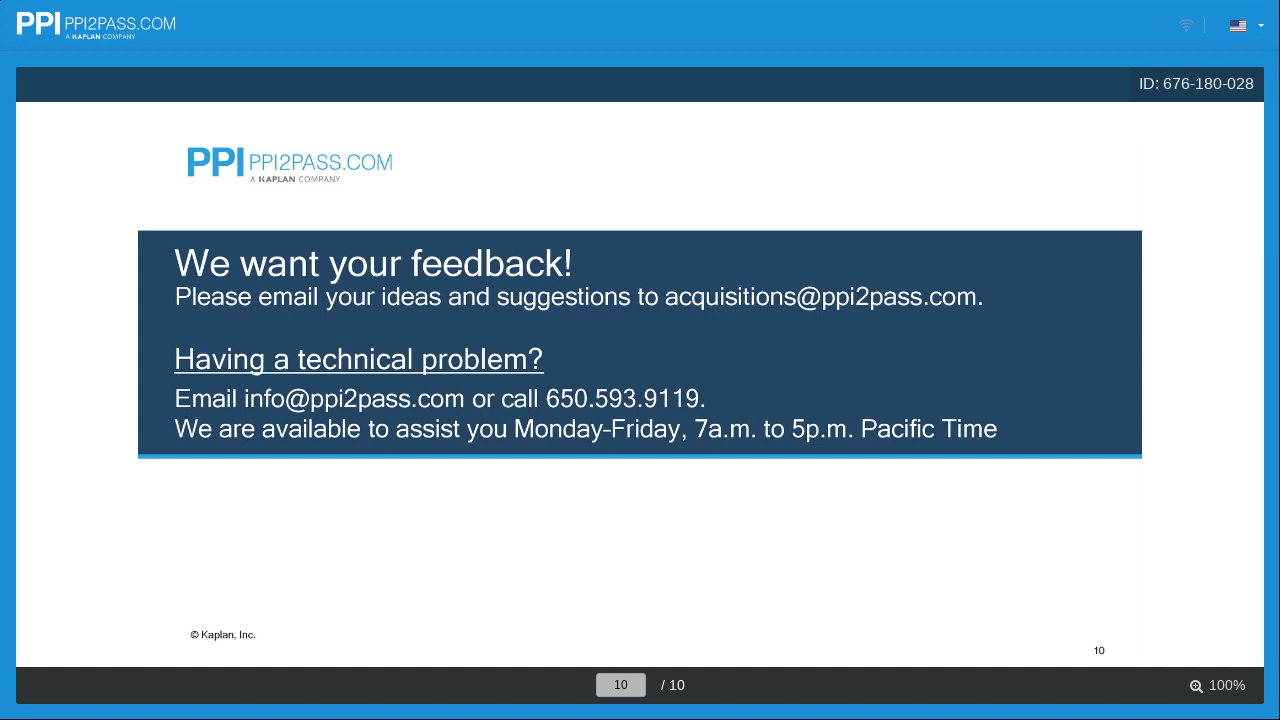 PPI PPI2PASS.COM
A KAPLAN COMPANY
ID: 676-180-028
PPI PPI2PASS.COM
A KAPLAN COMPANY
We want your feedback!
Please email your ideas and suggestions to acquisitions@ppi2pass.com.
Having a technical problem?
Email info@ppi2pass.com or call 650.593.9119.
We are available to assist you Monday-Friday, 7a.m. to 5p.m. Pacific Time
© Kaplan, Inc.
10
10 / 10
100%